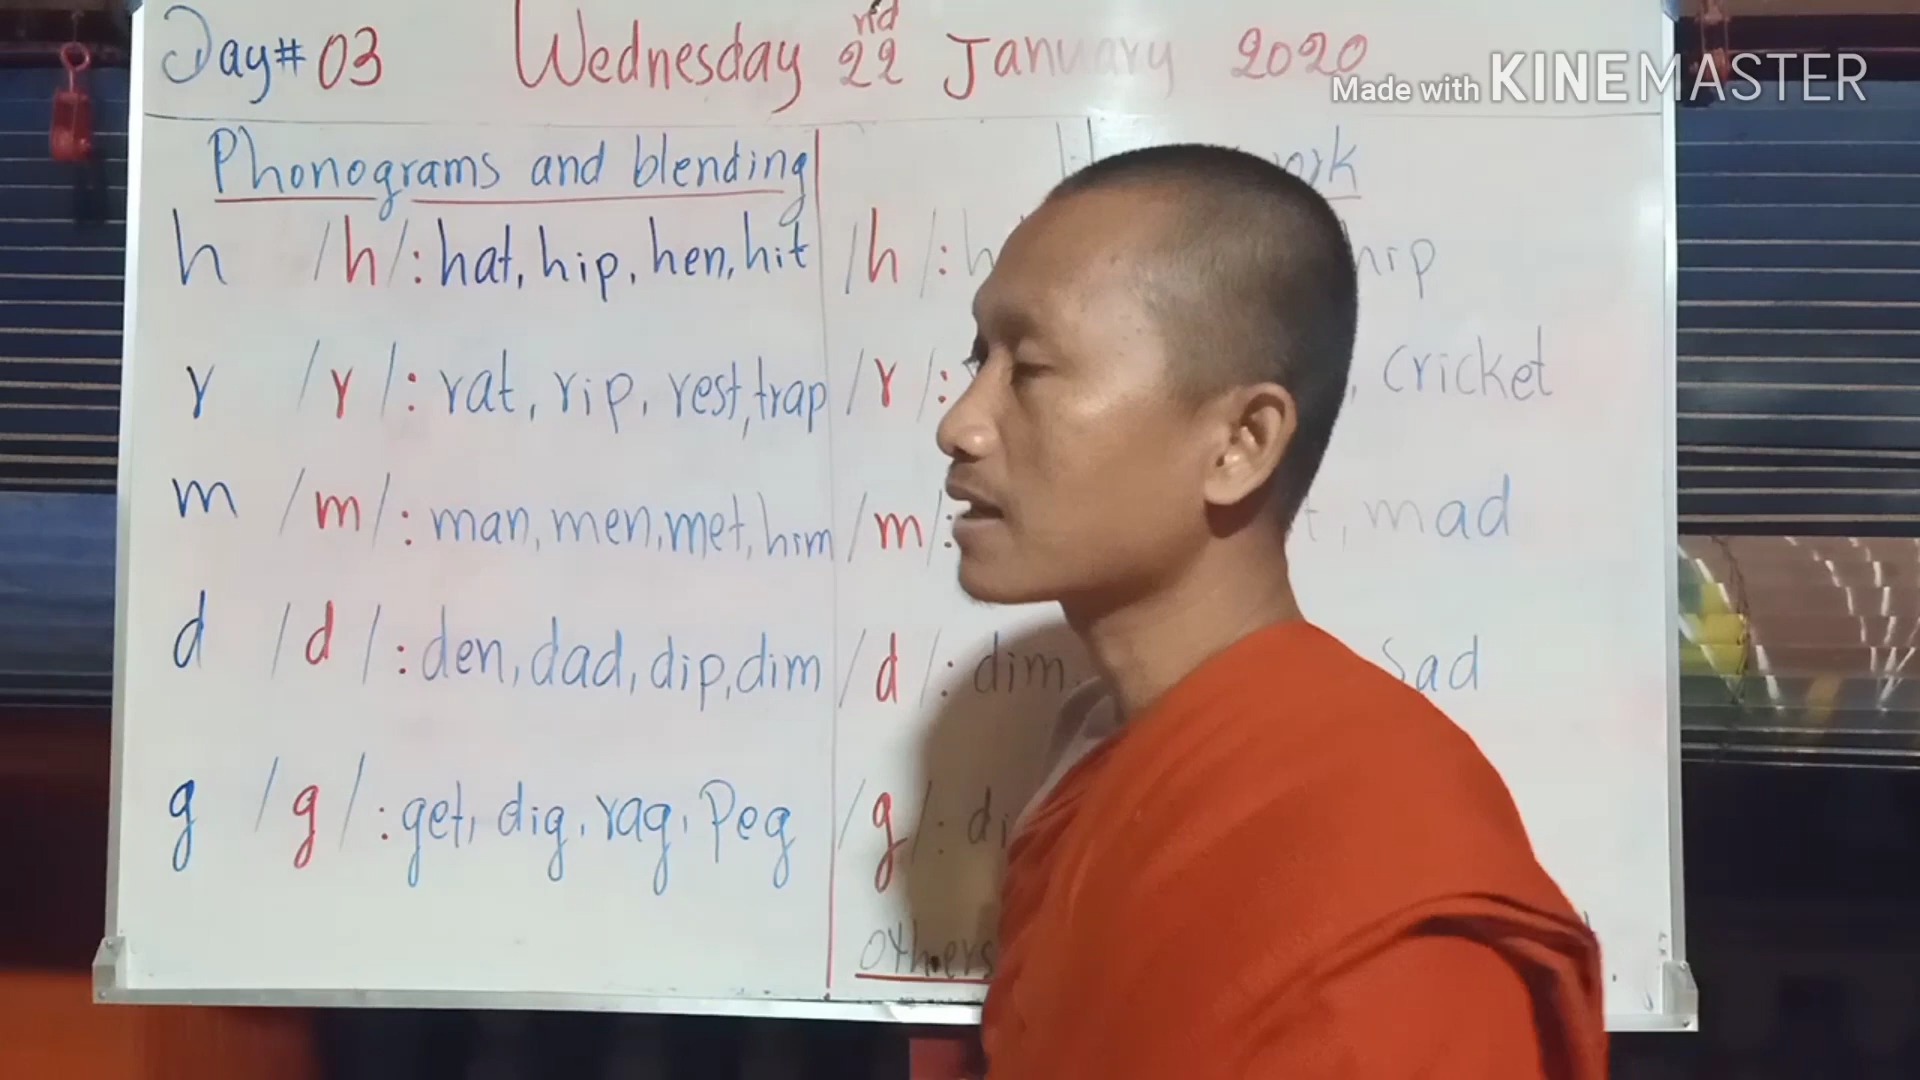 Day# 03 Wednesday 22nd January 2020
Made with KINEMASTER
Phonograms and blending
h /h/: hat, hip, hen, hit
r /r/: rat, rip, rest, trap
m /m/: man, men, met, him
d /d/: den, dad, dip, dim
g /g/: get, dig, rag, Peg
/h/: hip
/r/: cricket
/m/: mad
/d/: dim, sad
/g/:
others